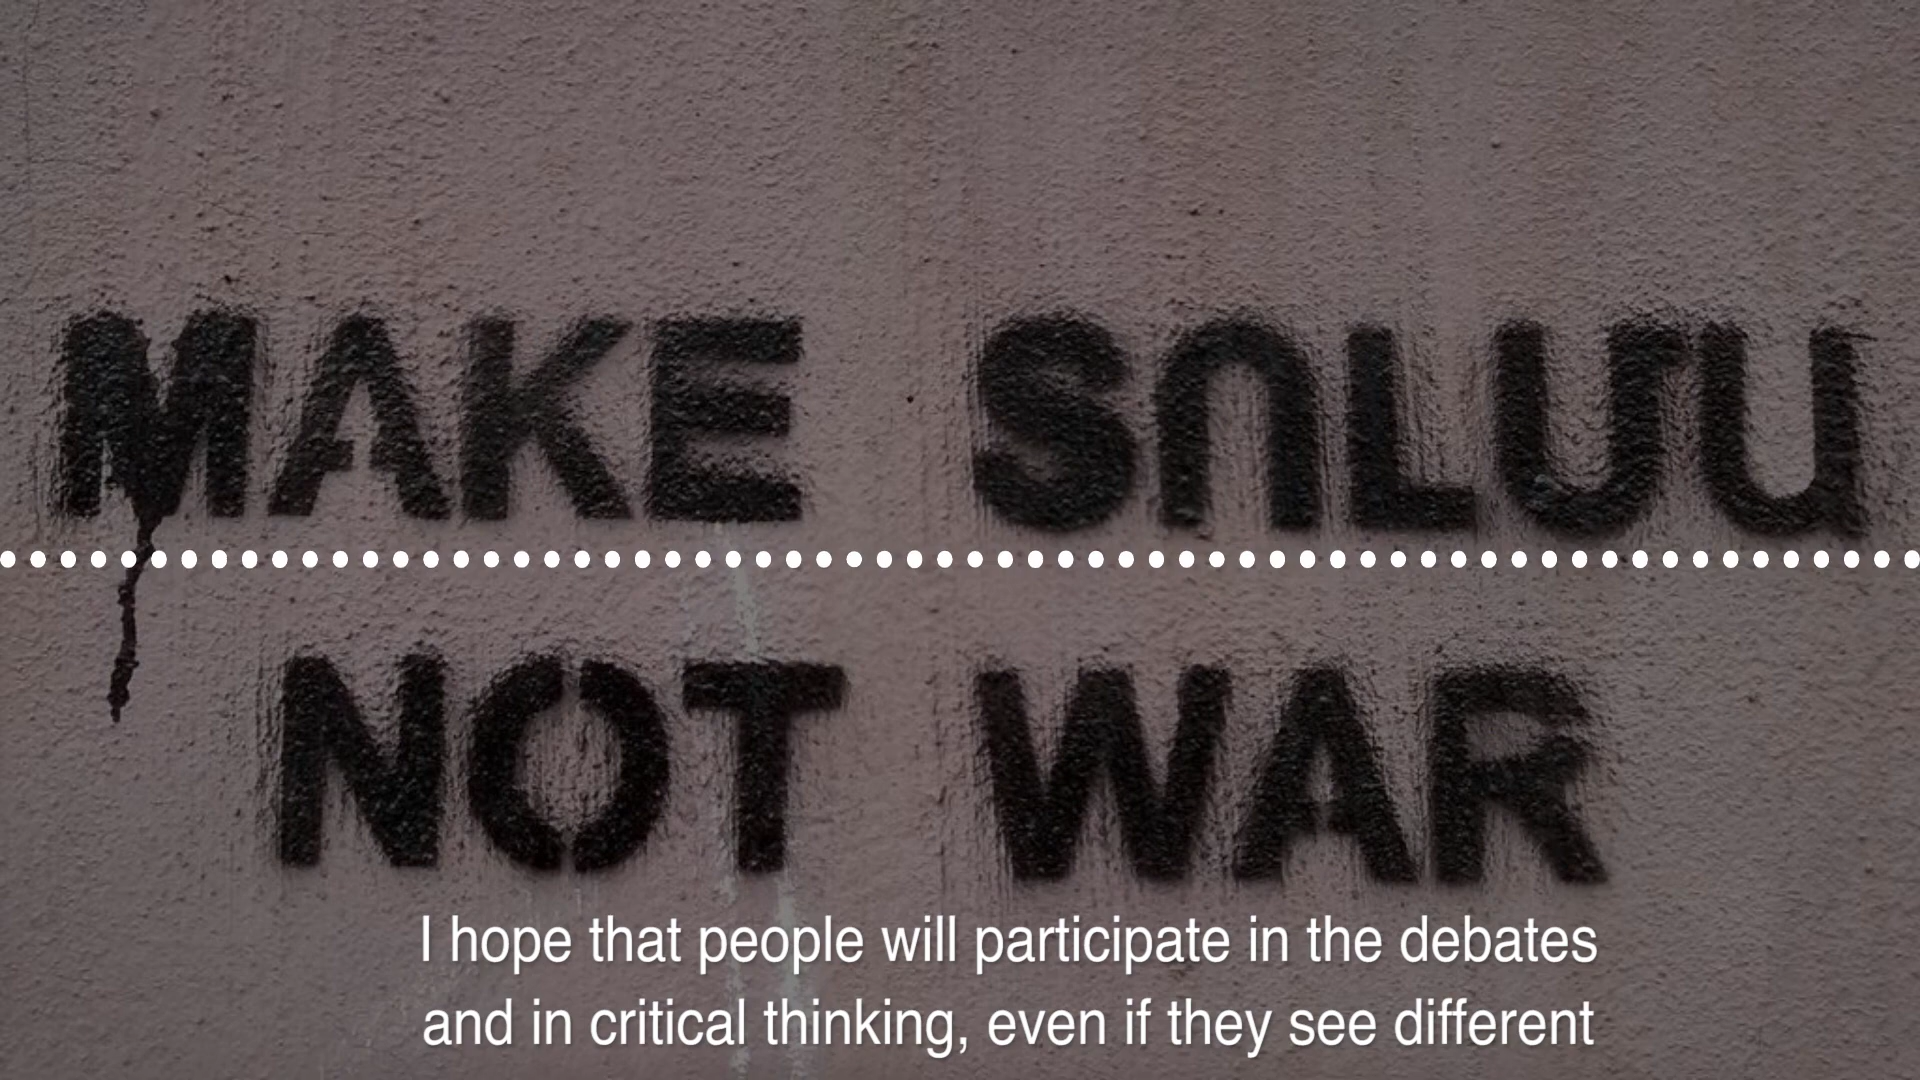 MAKE ՏՈԼՄԱ
NOT WAR
I hope that people will participate in the debates
and in critical thinking, even if they see different